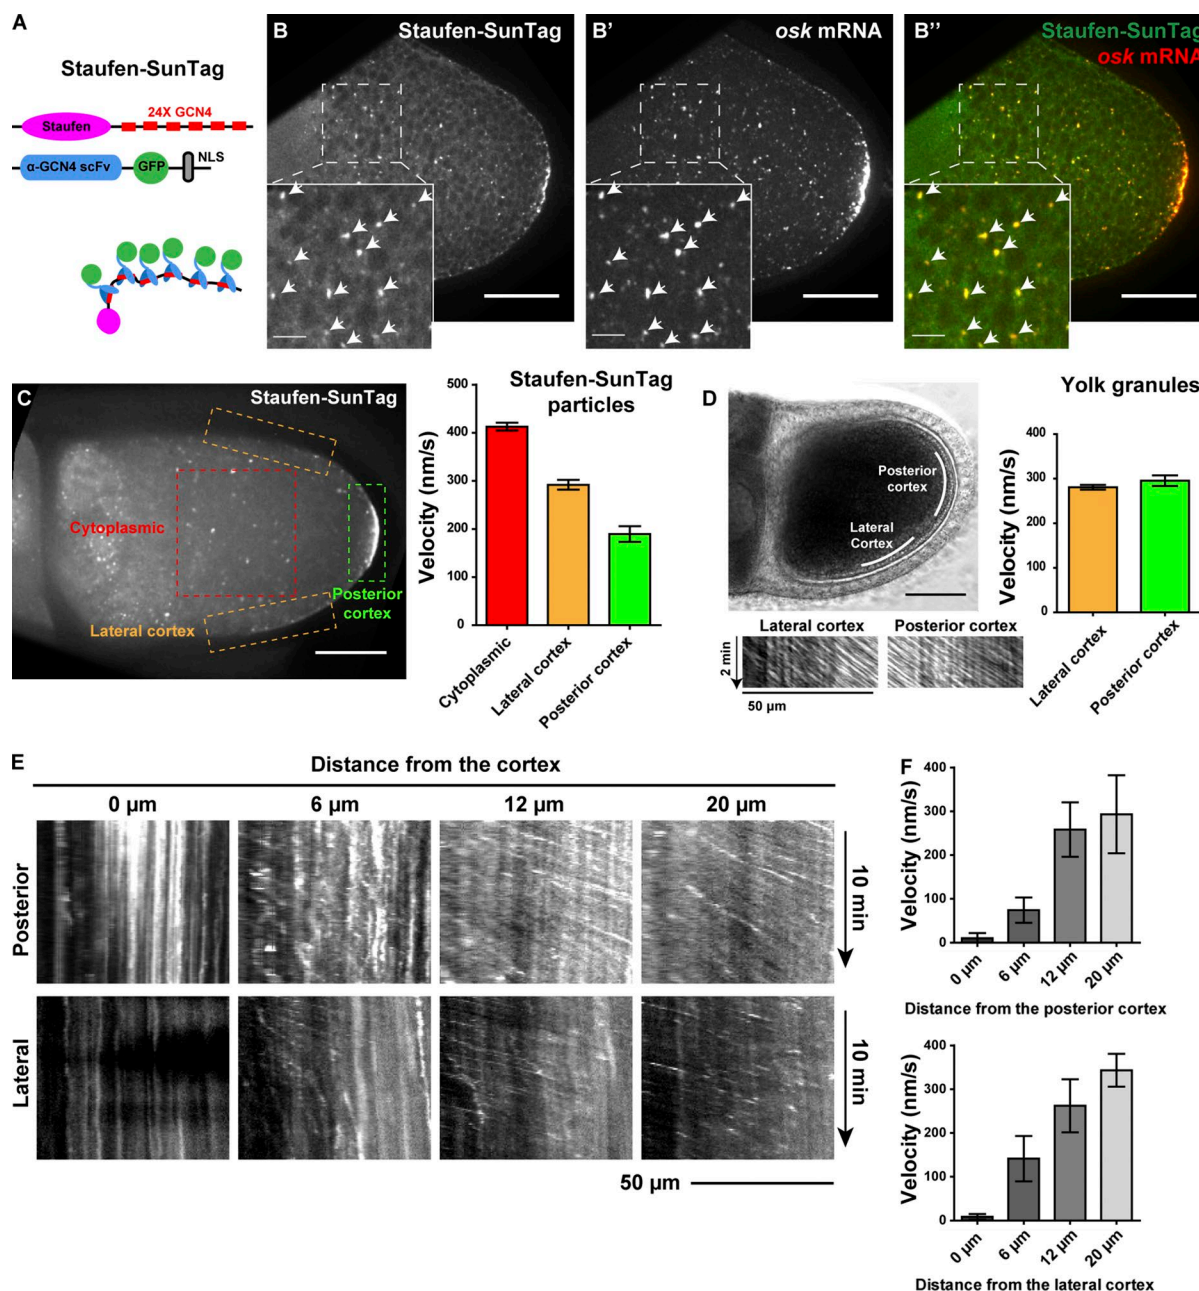 A
Staufen-SunTag
24X GCN4
Staufen
α-GCN4 scFv
GFP
NLS
B
Staufen-SunTag
B'
osk mRNA
B''
Staufen-SunTag
osk mRNA
C
Staufen-SunTag
Cytoplasmic
Posterior
cortex
Lateral cortex
Staufen-SunTag
particles
Velocity (nm/s)
500
400
300
200
100
0
Cytoplasmic
Lateral cortex
Posterior cortex
D
Posterior
cortex
Lateral
Cortex
Lateral cortex
Posterior cortex
2 min
50 µm
Yolk granules
Velocity (nm/s)
400
300
200
100
0
Lateral cortex
Posterior cortex
E
Distance from the cortex
0 µm
6 µm
12 µm
20 µm
Posterior
10 min
Lateral
10 min
50 µm
F
Velocity (nm/s)
400
300
200
100
0
0 µm
6 µm
12 µm
20 µm
Distance from the posterior cortex
Velocity (nm/s)
400
300
200
100
0
0 µm
6 µm
12 µm
20 µm
Distance from the lateral cortex